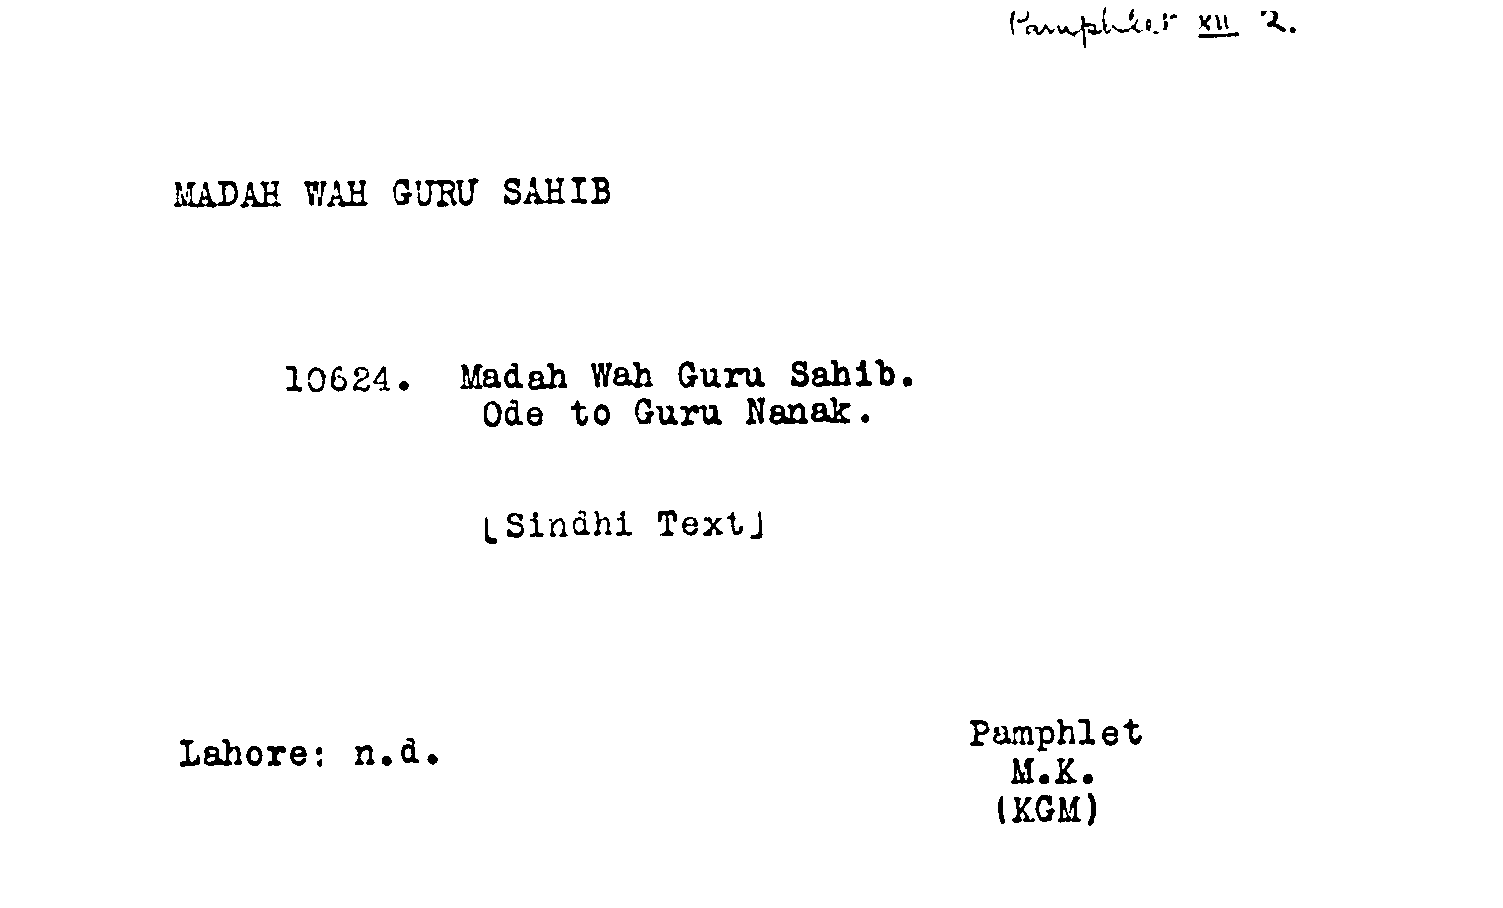 Pamphlet XII 2.
MADAH WAH GURU SAHIB
10624. Madah Wah Guru Sahib.
Ode to Guru Nanak.
[Sindhi Text]
Lahore: n.d.
Pamphlet
M.K.
(KGM)